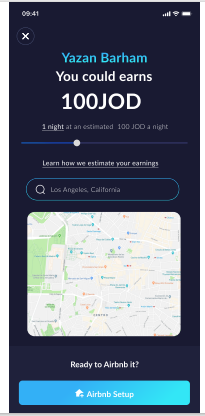 09:41
Yazan Barham
You could earns
100JOD
1 night at an estimated 100 JOD a night
Learn how we estimate your earnings
Los Angeles, California
Ready to Airbnb it?
Airbnb Setup